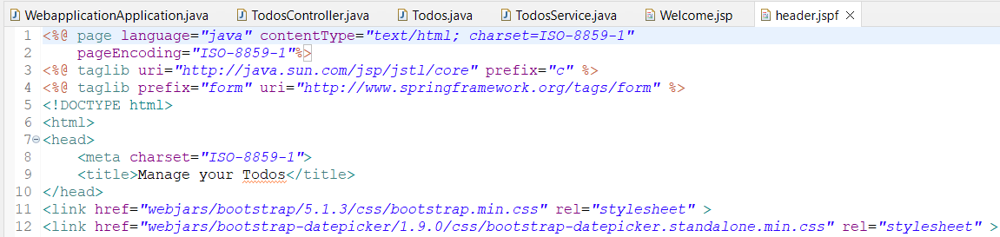 WebapplicationApplication.java TodosController.java Todos.java TodosService.java Welcome.jsp header.jspf
1 <%@ page language="java" contentType="text/html; charset=ISO-8859-1"
2 pageEncoding="ISO-8859-1"%>
3 <%@ taglib uri="http://java.sun.com/jsp/jstl/core" prefix="c" %>
4 <%@ taglib prefix="form" uri="http://www.springframework.org/tags/form" %>
5 <!DOCTYPE html>
6 <html>
7 <head>
8 <meta charset="ISO-8859-1">
9 <title>Manage your Todos</title>
10 </head>
11 <link href="webjars/bootstrap/5.1.3/css/bootstrap.min.css" rel="stylesheet" >
12 <link href="webjars/bootstrap-datepicker/1.9.0/css/bootstrap-datepicker.standalone.min.css" rel="stylesheet" >